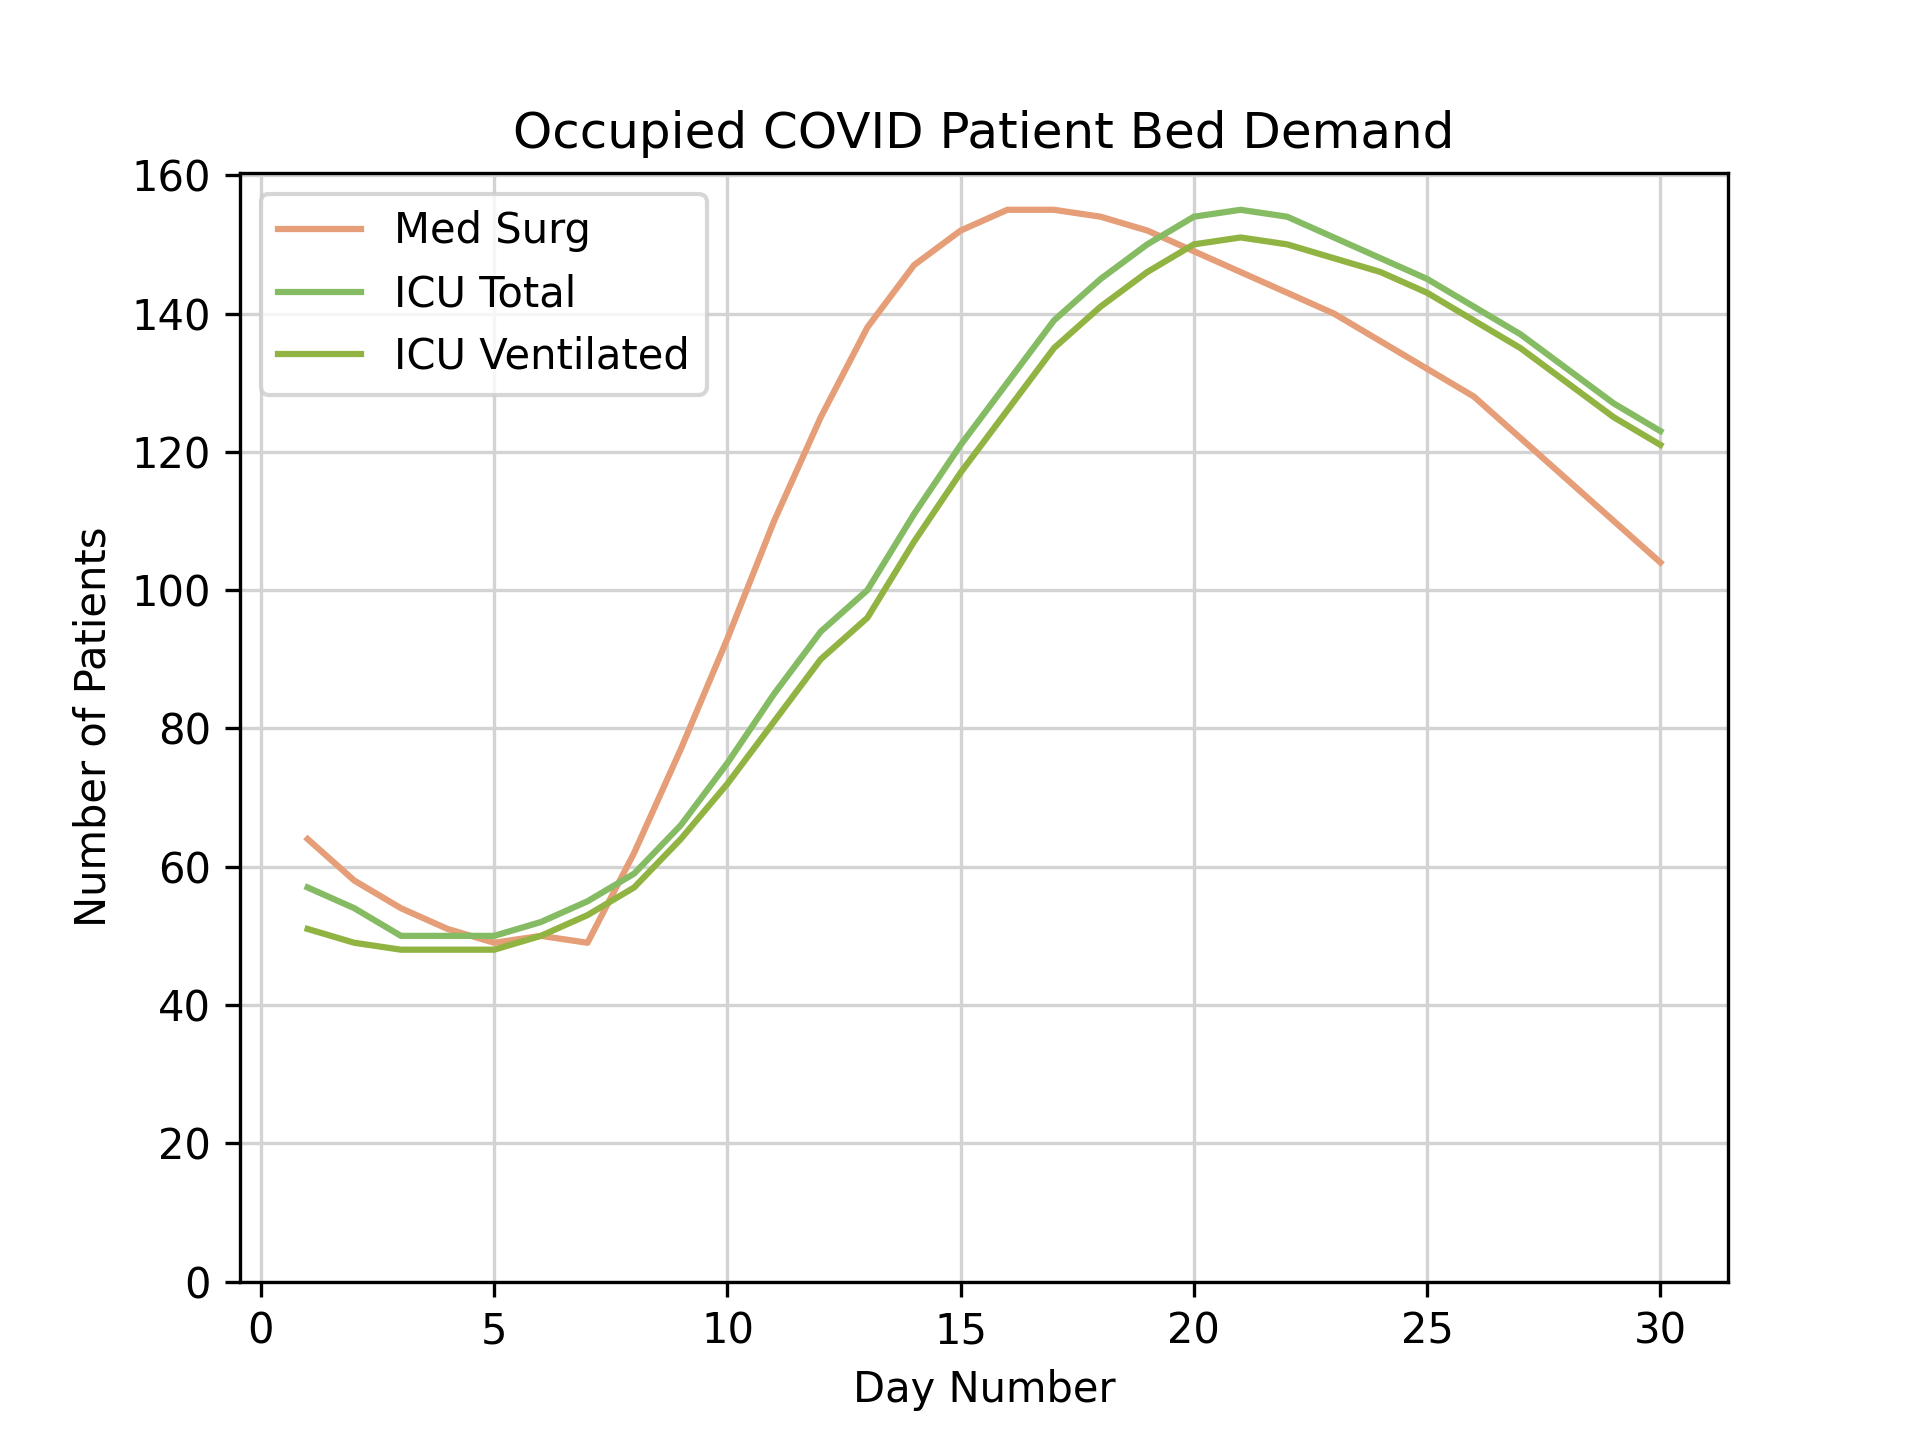 Occupied COVID Patient Bed Demand
Med Surg
ICU Total
ICU Ventilated
Number of Patients
160
140
120
100
80
60
40
20
0
0 5 10 15 20 25 30
Day Number